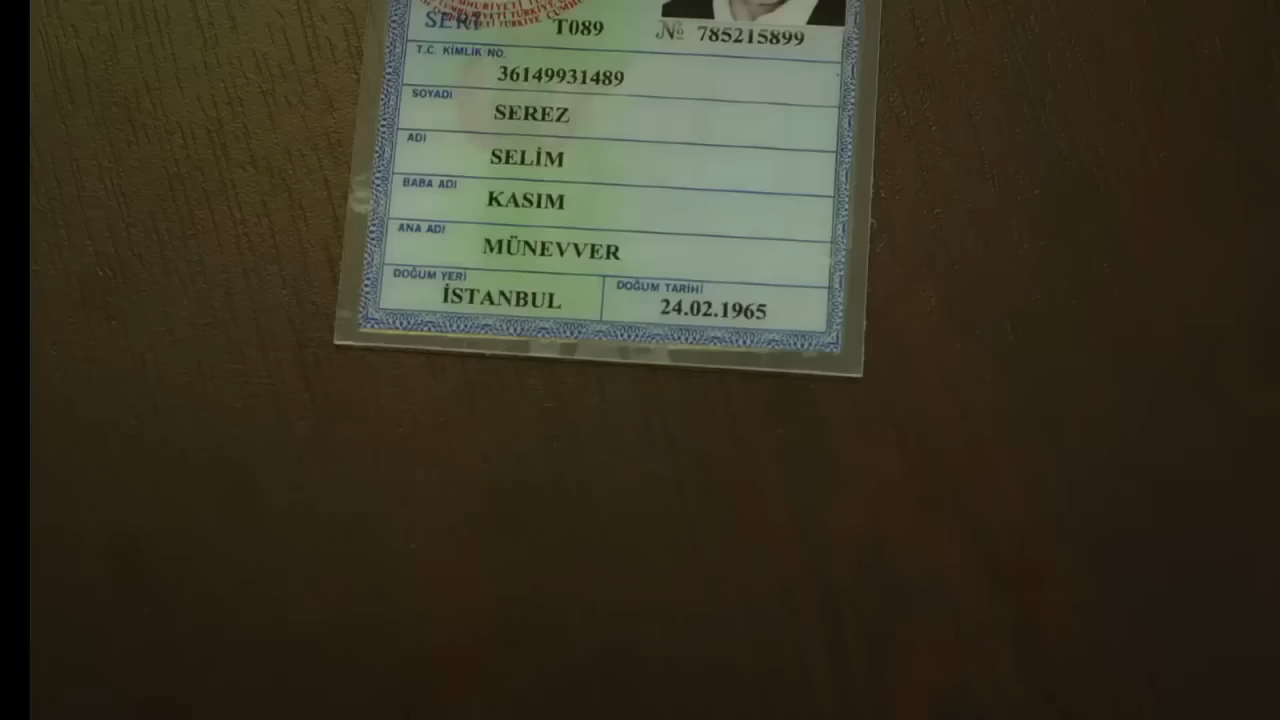 SERİ T089 № 785215899
T.C. KİMLİK NO.
36149931489
SOYADI
SEREZ
ADI
SELİM
BABA ADI
KASIM
ANA ADI
MÜNEVVER
DOĞUM YERİ
İSTANBUL
DOĞUM TARİHİ
24.02.1965